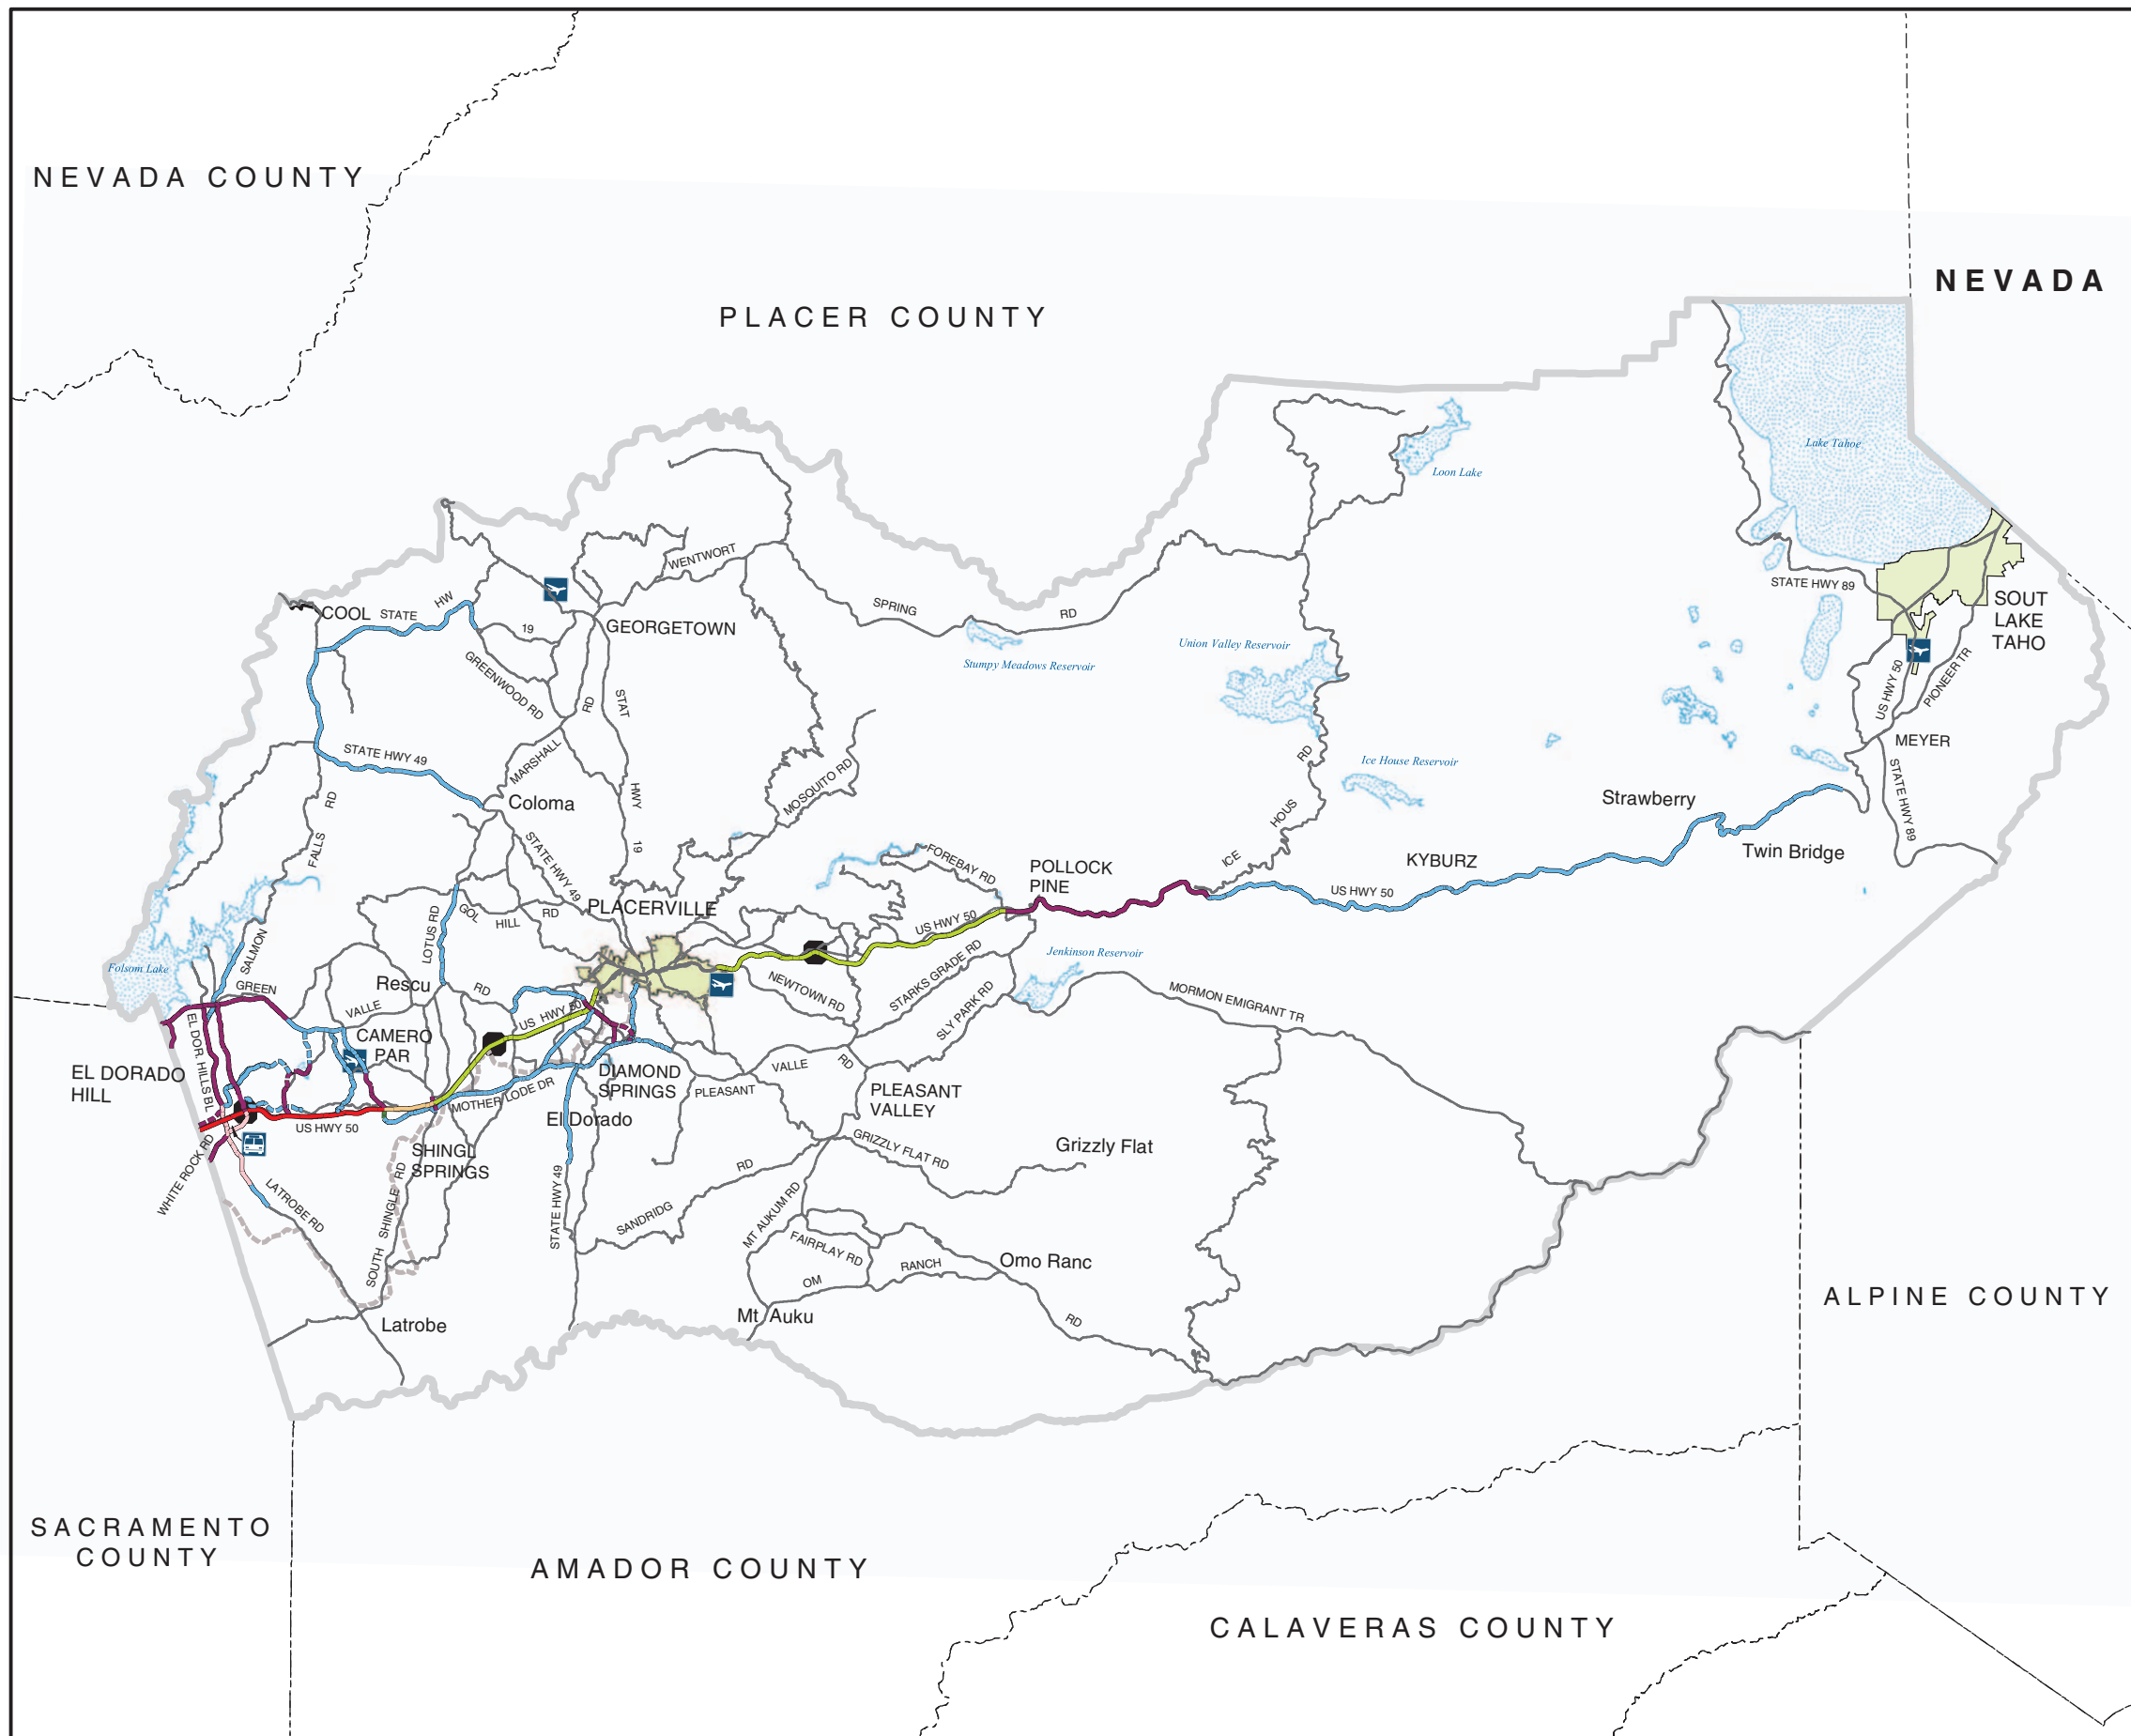 NEVADA COUNTY
NEVADA
PLACER COUNTY
Lake Tahoe
Loon Lake
WENTWORT
STATE HWY 89
COOL
STATE
HW
19
GEORGETOWN
SPRING
RD
SOUT
LAKE
TAHO
Union Valley Reservoir
Stumpy Meadows Reservoir
GREENWOOD RD
RD
STAT
US HWY 50
PIONEER TR
MEYER
STATE HWY 49
MARSHALL
MOSQUITO RD
RD
Ice House Reservoir
STATE HWY 89
Coloma
HWY
RD
HOUS
Strawberry
FALLS
STATE HWY 49
19
FOREBAY RD
ICE
KYBURZ
Twin Bridge
POLLOCK
PINE
US HWY 50
PLACERVILLE
GOL
HILL
RD
LOTUS RD
US HWY 50
SALMON
Folsom Lake
Jenkinson Reservoir
STARKS GRADE RD
Rescu
RD
GREEN
VALLE
NEWTOWN RD
SLY PARK RD
MORMON EMIGRANT TR
US HWY 50
CAMERO
PAR
EL DOR. HILLS BL
EL DORADO
HILL
DIAMOND
SPRINGS
VALLE
RD
PLEASANT
PLEASANT
VALLEY
MOTHER LODE DR
El Dorado
US HWY 50
WHITE ROCK RD
SHINGL
SPRINGS
GRIZZLY FLAT RD
Grizzly Flat
LATROBE RD
SOUTH SHINGLE RD
STATE HWY 49
RD
SANDRIDG
MT AUKUM RD
FAIRPLAY RD
OM
RANCH
Omo Ranc
RD
Mt Auku
Latrobe
ALPINE COUNTY
SACRAMENTO
COUNTY
AMADOR COUNTY
CALAVERAS COUNTY